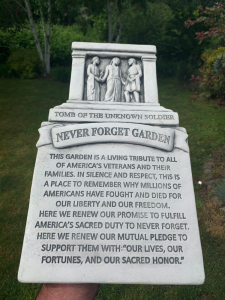 TOMB OF THE UNKNOWN SOLDIER
NEVER FORGET GARDEN
THIS GARDEN IS A LIVING TRIBUTE TO ALL
OF AMERICA'S VETERANS AND THEIR
FAMILIES. IN SILENCE AND RESPECT, THIS IS
A PLACE TO REMEMBER WHY MILLIONS OF
AMERICANS HAVE FOUGHT AND DIED FOR
OUR LIBERTY AND OUR FREEDOM.
HERE WE RENEW OUR PROMISE TO FULFILL
AMERICA'S SACRED DUTY TO NEVER FORGET.
HERE WE RENEW OUR MUTUAL PLEDGE TO
SUPPORT THEM WITH "OUR LIVES, OUR
FORTUNES, AND OUR SACRED HONOR."